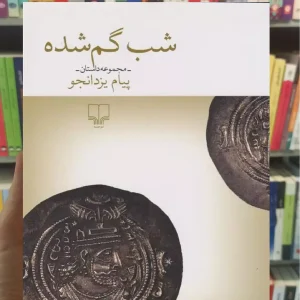 شب گم‌شده
ـ مجموعه داستان ـ
پیام یزدانجو